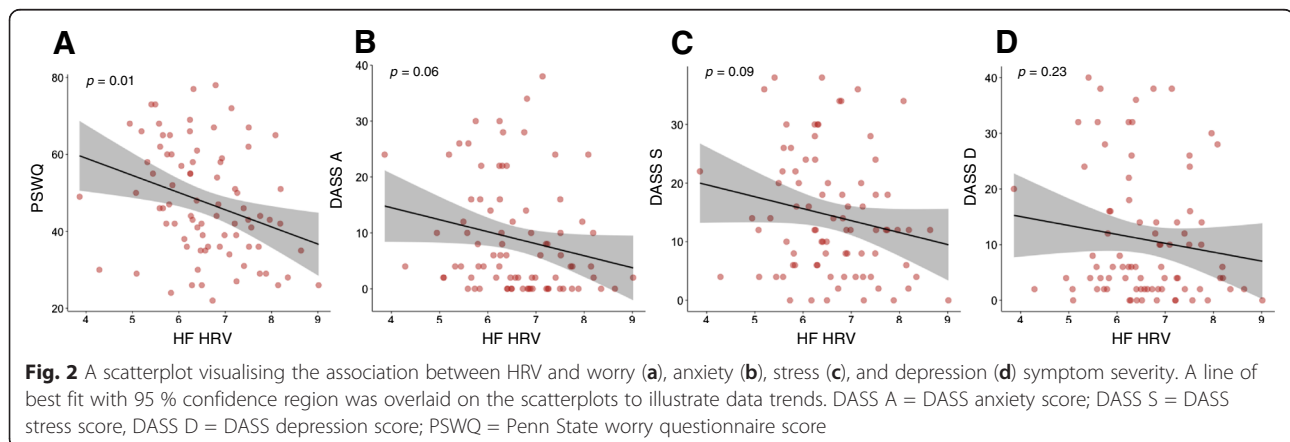 A
B
C
D
p = 0.01
p = 0.06
p = 0.09
p = 0.23
PSWQ
80
60
40
20
4 5 6 7 8 9
HF HRV
DASS A
40
30
20
10
0
4 5 6 7 8 9
HF HRV
DASS S
30
20
10
0
4 5 6 7 8 9
HF HRV
DASS D
40
30
20
10
0
4 5 6 7 8 9
HF HRV
Fig. 2 A scatterplot visualising the association between HRV and worry (a), anxiety (b), stress (c), and depression (d) symptom severity. A line of
best fit with 95 % confidence region was overlaid on the scatterplots to illustrate data trends. DASS A = DASS anxiety score; DASS S = DASS
stress score, DASS D = DASS depression score; PSWQ = Penn State worry questionnaire score